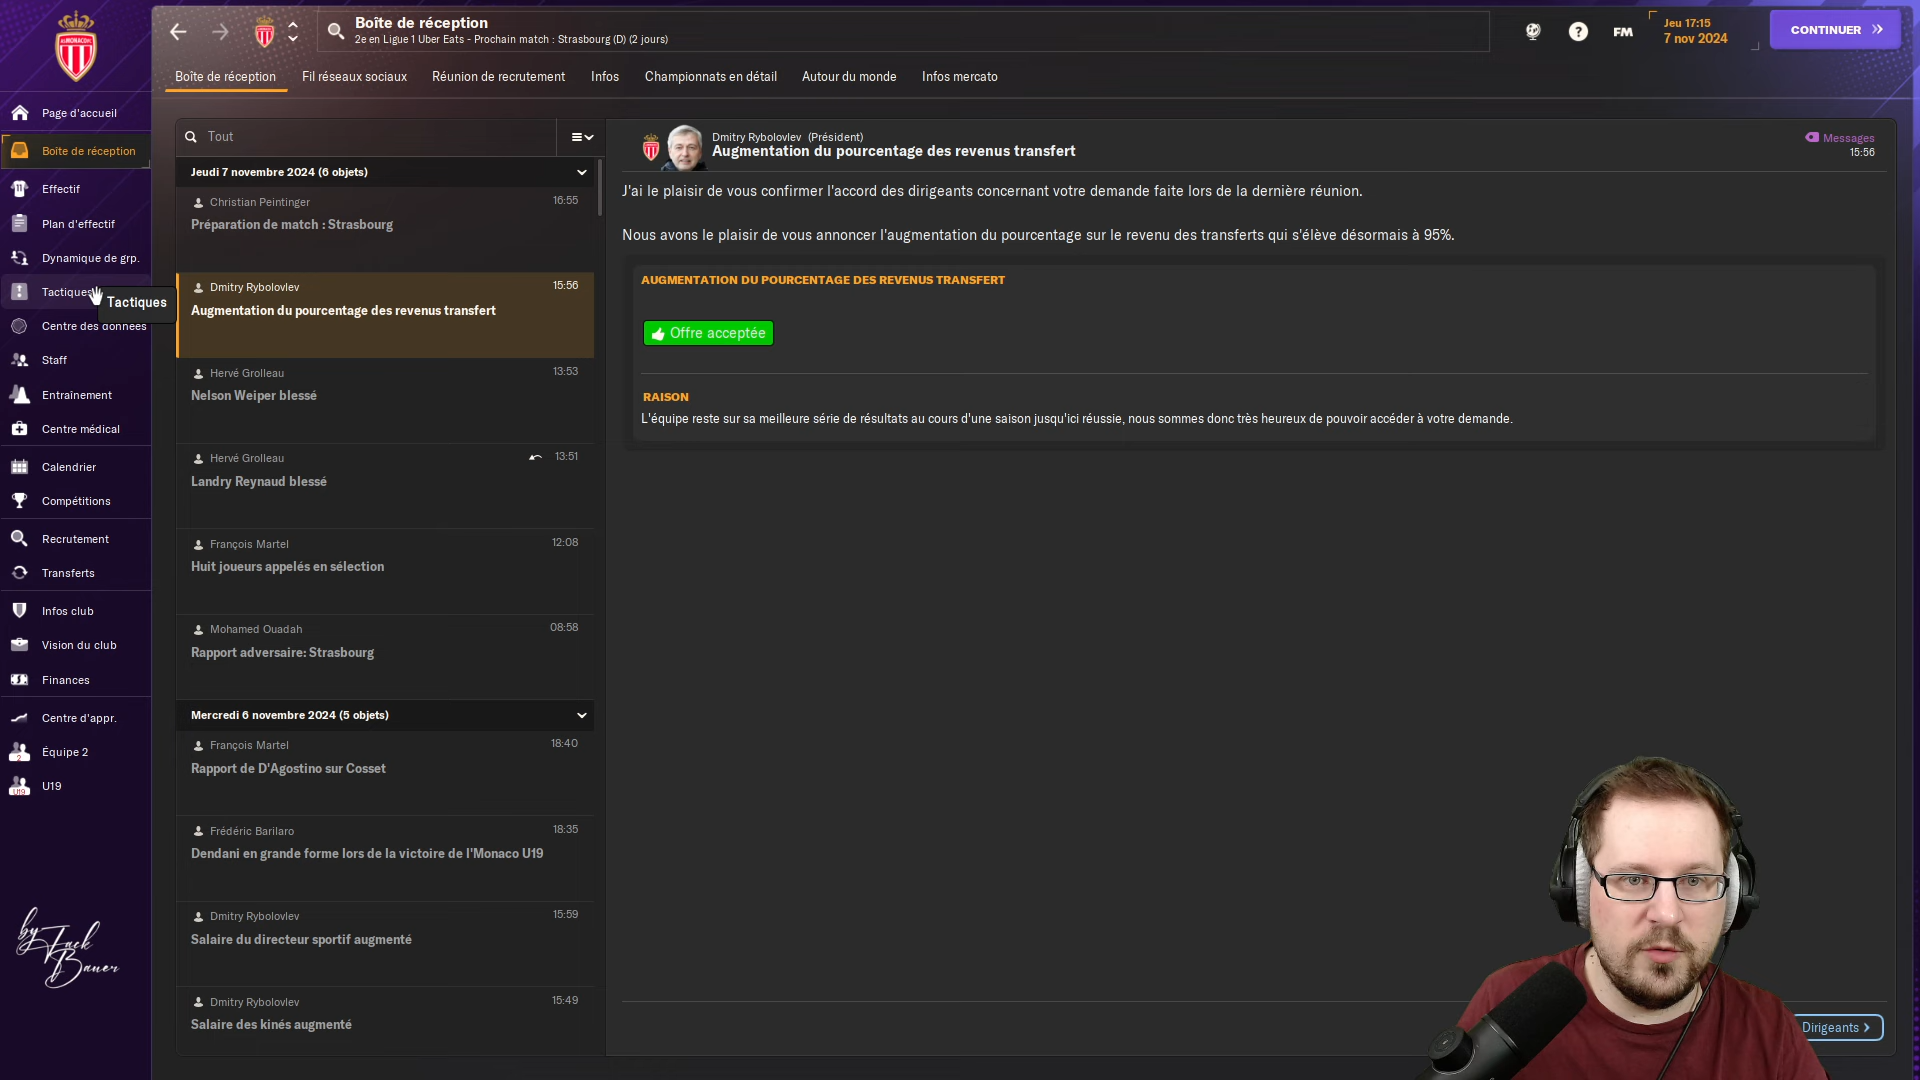 Boîte de réception
2e en Ligue 1 Uber Eats - Prochain match : Strasbourg (D) (2 jours)
FM
Jeu 17:15
7 nov 2024
CONTINUER
Boîte de réception
Fil réseaux sociaux
Réunion de recrutement
Infos
Championnats en détail
Autour du monde
Infos mercato
Page d'accueil
Boîte de réception
Effectif
Plan d'effectif
Dynamique de grp.
Tactiques
Tactiques
Centre des données
Staff
Entraînement
Centre médical
Calendrier
Compétitions
Recrutement
Transferts
Infos club
Vision du club
Finances
Centre d'appr.
Équipe 2
U19
by Jack
Bauer
Tout
Jeudi 7 novembre 2024 (6 objets)
Christian Peintinger 16:55
Préparation de match : Strasbourg
Dmitry Rybolovlev 15:56
Augmentation du pourcentage des revenus transfert
Hervé Grolleau 13:53
Nelson Weiper blessé
Hervé Grolleau 13:51
Landry Reynaud blessé
François Martel 12:08
Huit joueurs appelés en sélection
Mohamed Ouadah 08:58
Rapport adversaire: Strasbourg
Mercredi 6 novembre 2024 (5 objets)
François Martel 18:40
Rapport de D'Agostino sur Cosset
Frédéric Barilaro 18:35
Dendani en grande forme lors de la victoire de l'Monaco U19
Dmitry Rybolovlev 15:59
Salaire du directeur sportif augmenté
Dmitry Rybolovlev 15:49
Salaire des kinés augmenté
Dmitry Rybolovlev (Président)
Augmentation du pourcentage des revenus transfert
Messages
15:56
J'ai le plaisir de vous confirmer l'accord des dirigeants concernant votre demande faite lors de la dernière réunion.
Nous avons le plaisir de vous annoncer l'augmentation du pourcentage sur le revenu des transferts qui s'élève désormais à 95%.
AUGMENTATION DU POURCENTAGE DES REVENUS TRANSFERT
Offre acceptée
RAISON
L'équipe reste sur sa meilleure série de résultats au cours d'une saison jusqu'ici réussie, nous sommes donc très heureux de pouvoir accéder à votre demande.
Dirigeants